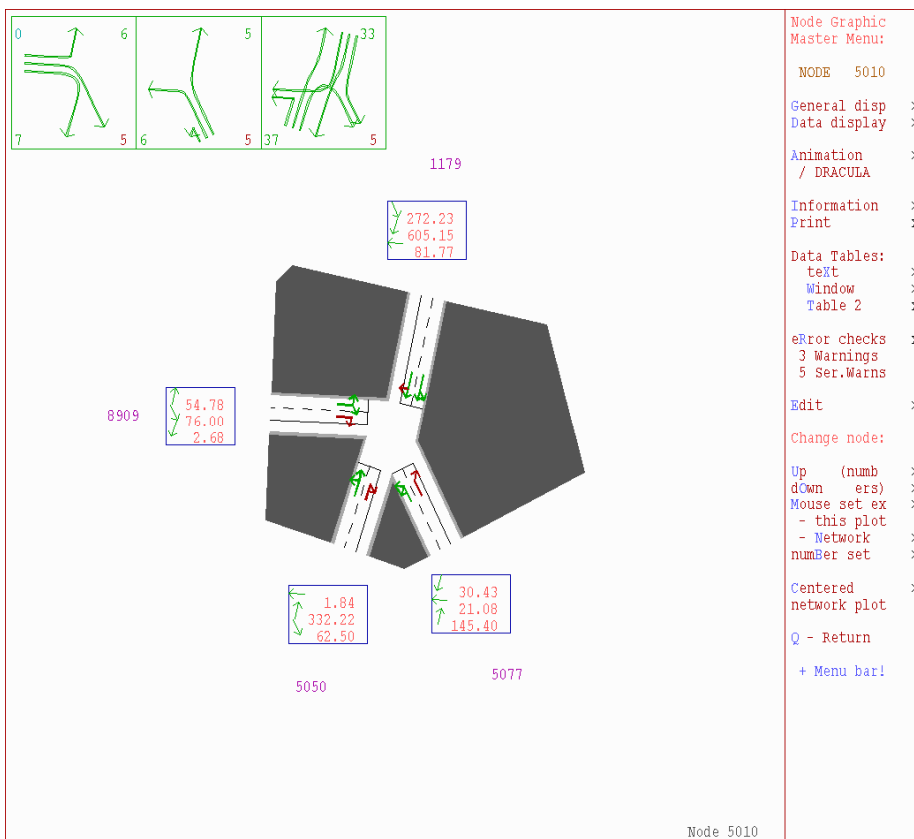 0 6 5 33
7 5 6 5 37 5
1179
272.23
605.15
81.77
8909
54.78
76.00
2.68
1.84
332.22
62.50
30.43
21.08
145.40
5050
5077
Node 5010
Node Graphic
Master Menu:
NODE 5010
General disp >
Data display >
Animation >
/ DRACULA
Information >
Print >
Data Tables:
teXt >
Window >
Table 2 >
eRror checks >
3 Warnings
5 Ser.Warns
Edit >
Change node:
Up (numb >
dOwn ers) >
Mouse set ex >
- this plot
- Network >
numBer set >
Centered >
network plot
Q - Return
+ Menu bar!